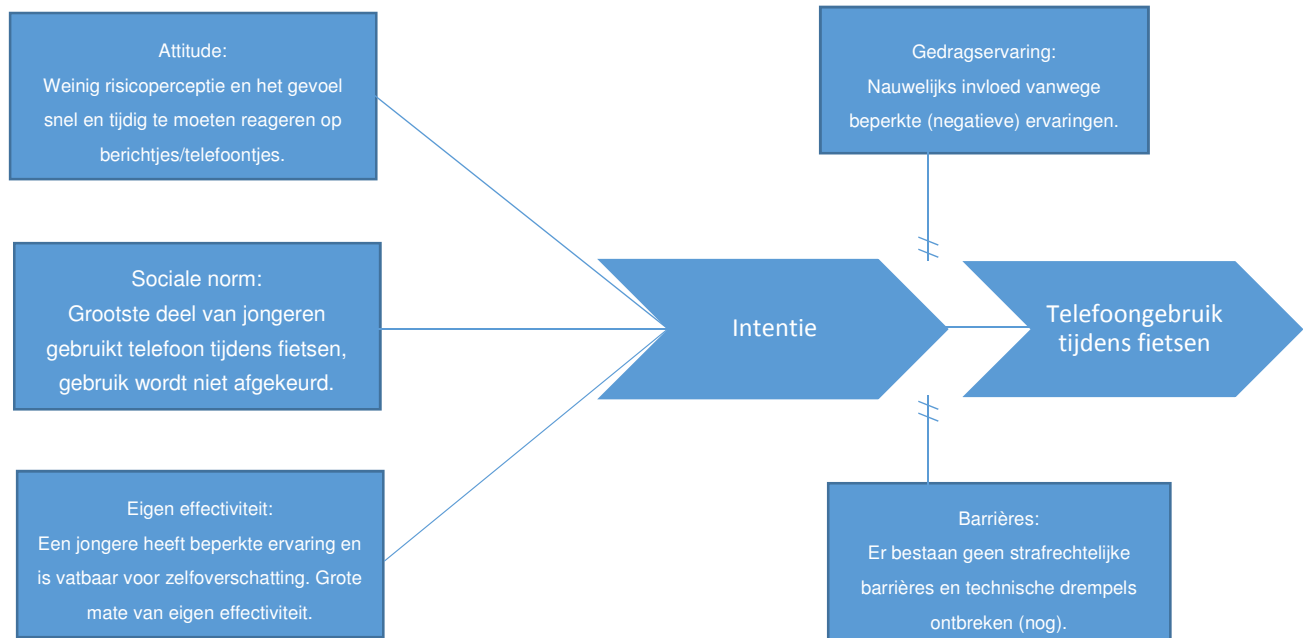 Attitude:
Weinig risicoperceptie en het gevoel
snel en tijdig te moeten reageren op
berichtjes/telefoontjes.
Sociale norm:
Grootste deel van jongeren
gebruikt telefoon tijdens fietsen,
gebruik wordt niet afgekeurd.
Eigen effectiviteit:
Een jongere heeft beperkte ervaring en
is vatbaar voor zelfoverschatting. Grote
mate van eigen effectiviteit.
Intentie
Gedragservaring:
Nauwelijks invloed vanwege
beperkte (negatieve) ervaringen.
Telefoongebruik
tijdens fietsen
Barrières:
Er bestaan geen strafrechtelijke
barrières en technische drempels
ontbreken (nog).